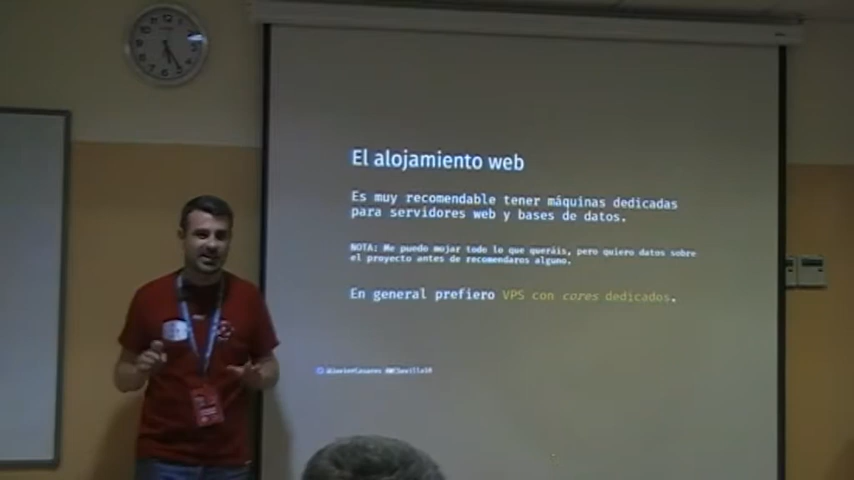 El alojamiento web
Es muy recomendable tener máquinas dedicadas
para servidores web y bases de datos.
NOTA: Me puedo mojar todo lo que queráis, pero quiero datos sobre
el proyecto antes de recomendaros alguno.
En general prefiero VPS con cores dedicados.
@JavierCasares #WCSevilla18